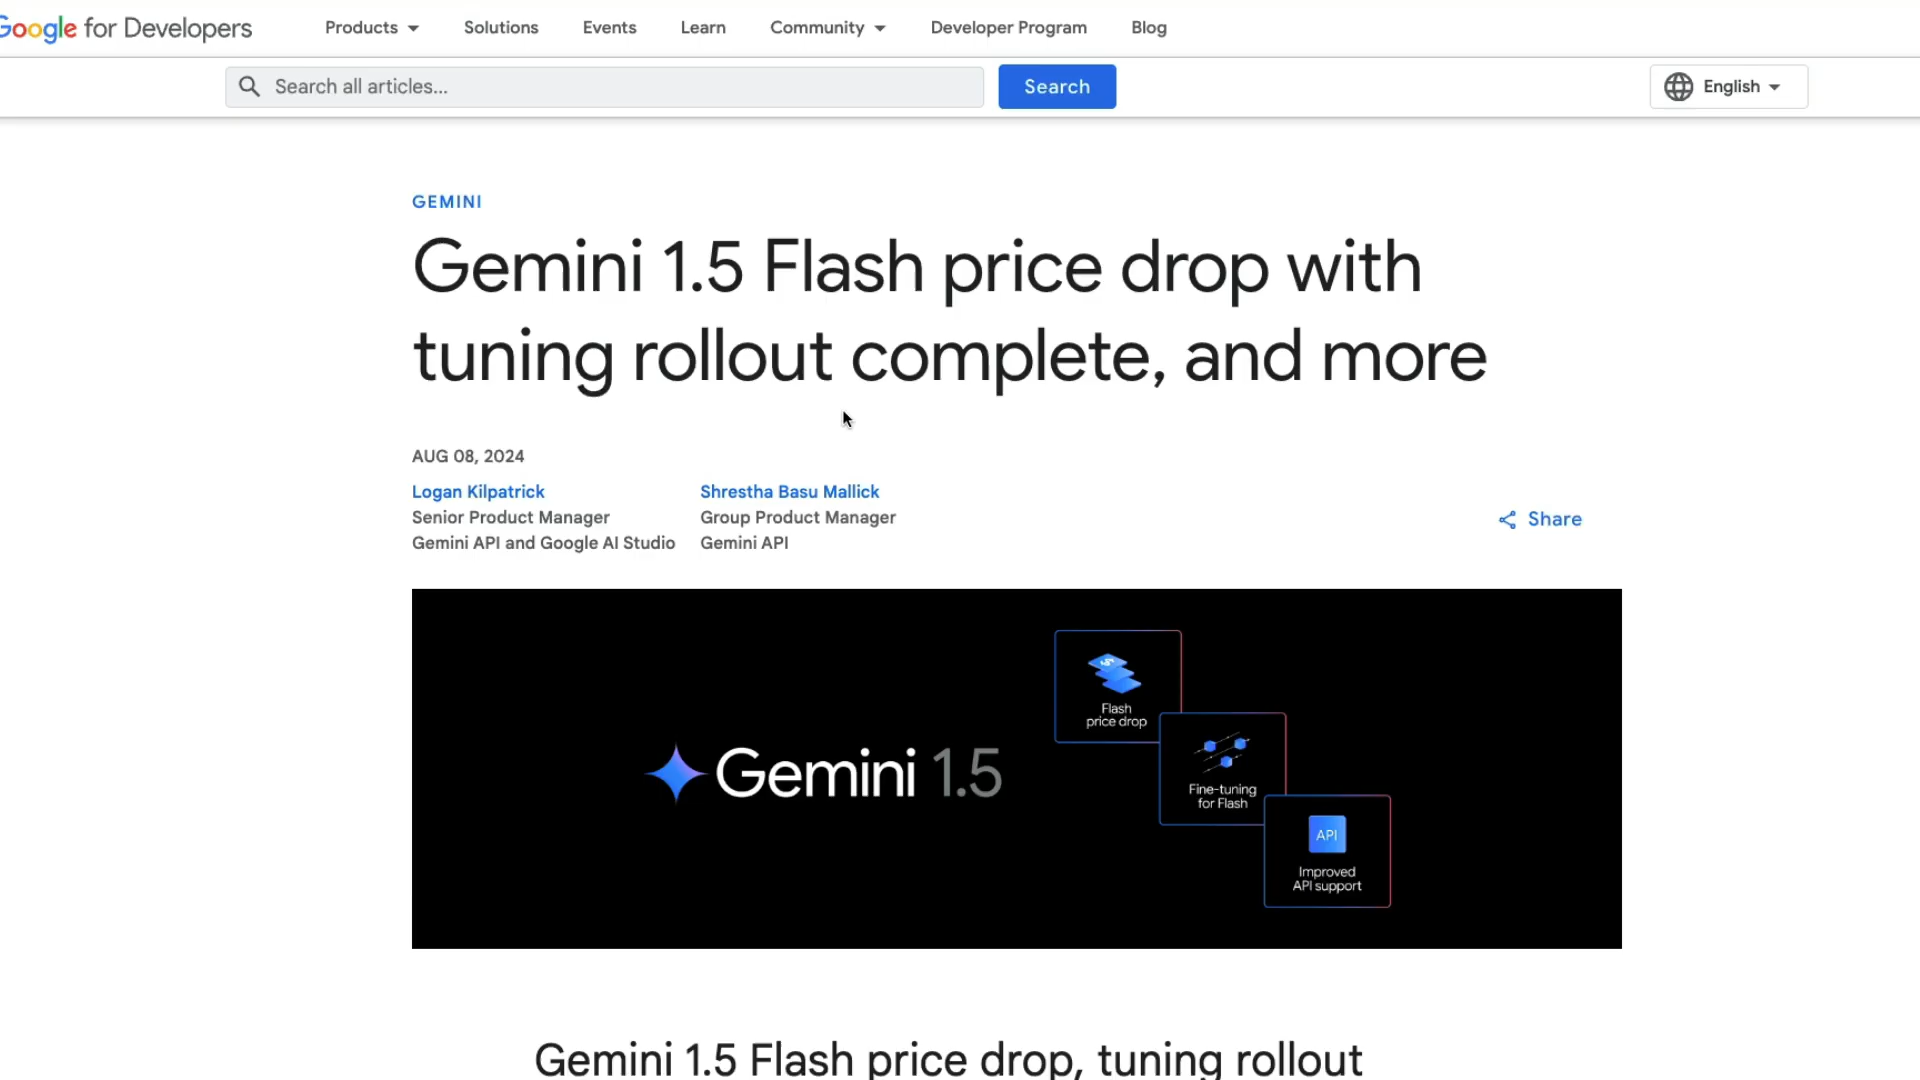 Google for Developers
Products
Solutions
Events
Learn
Community
Developer Program
Blog
Search all articles...
Search
English
GEMINI
Gemini 1.5 Flash price drop with
tuning rollout complete, and more
AUG 08, 2024
Logan Kilpatrick
Senior Product Manager
Gemini API and Google AI Studio
Shrestha Basu Mallick
Group Product Manager
Gemini API
Share
Gemini 1.5
Flash
price drop
Fine-tuning
for Flash
API
Improved
API support
Gemini 1.5 Flash price drop, tuning rollout